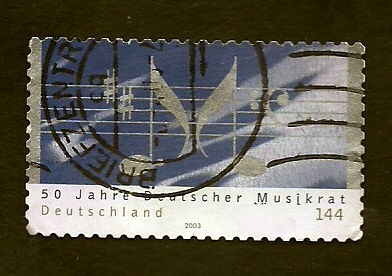 BRIEFZENTR
50 Jahre Deutscher Musikrat
Deutschland
144
2003